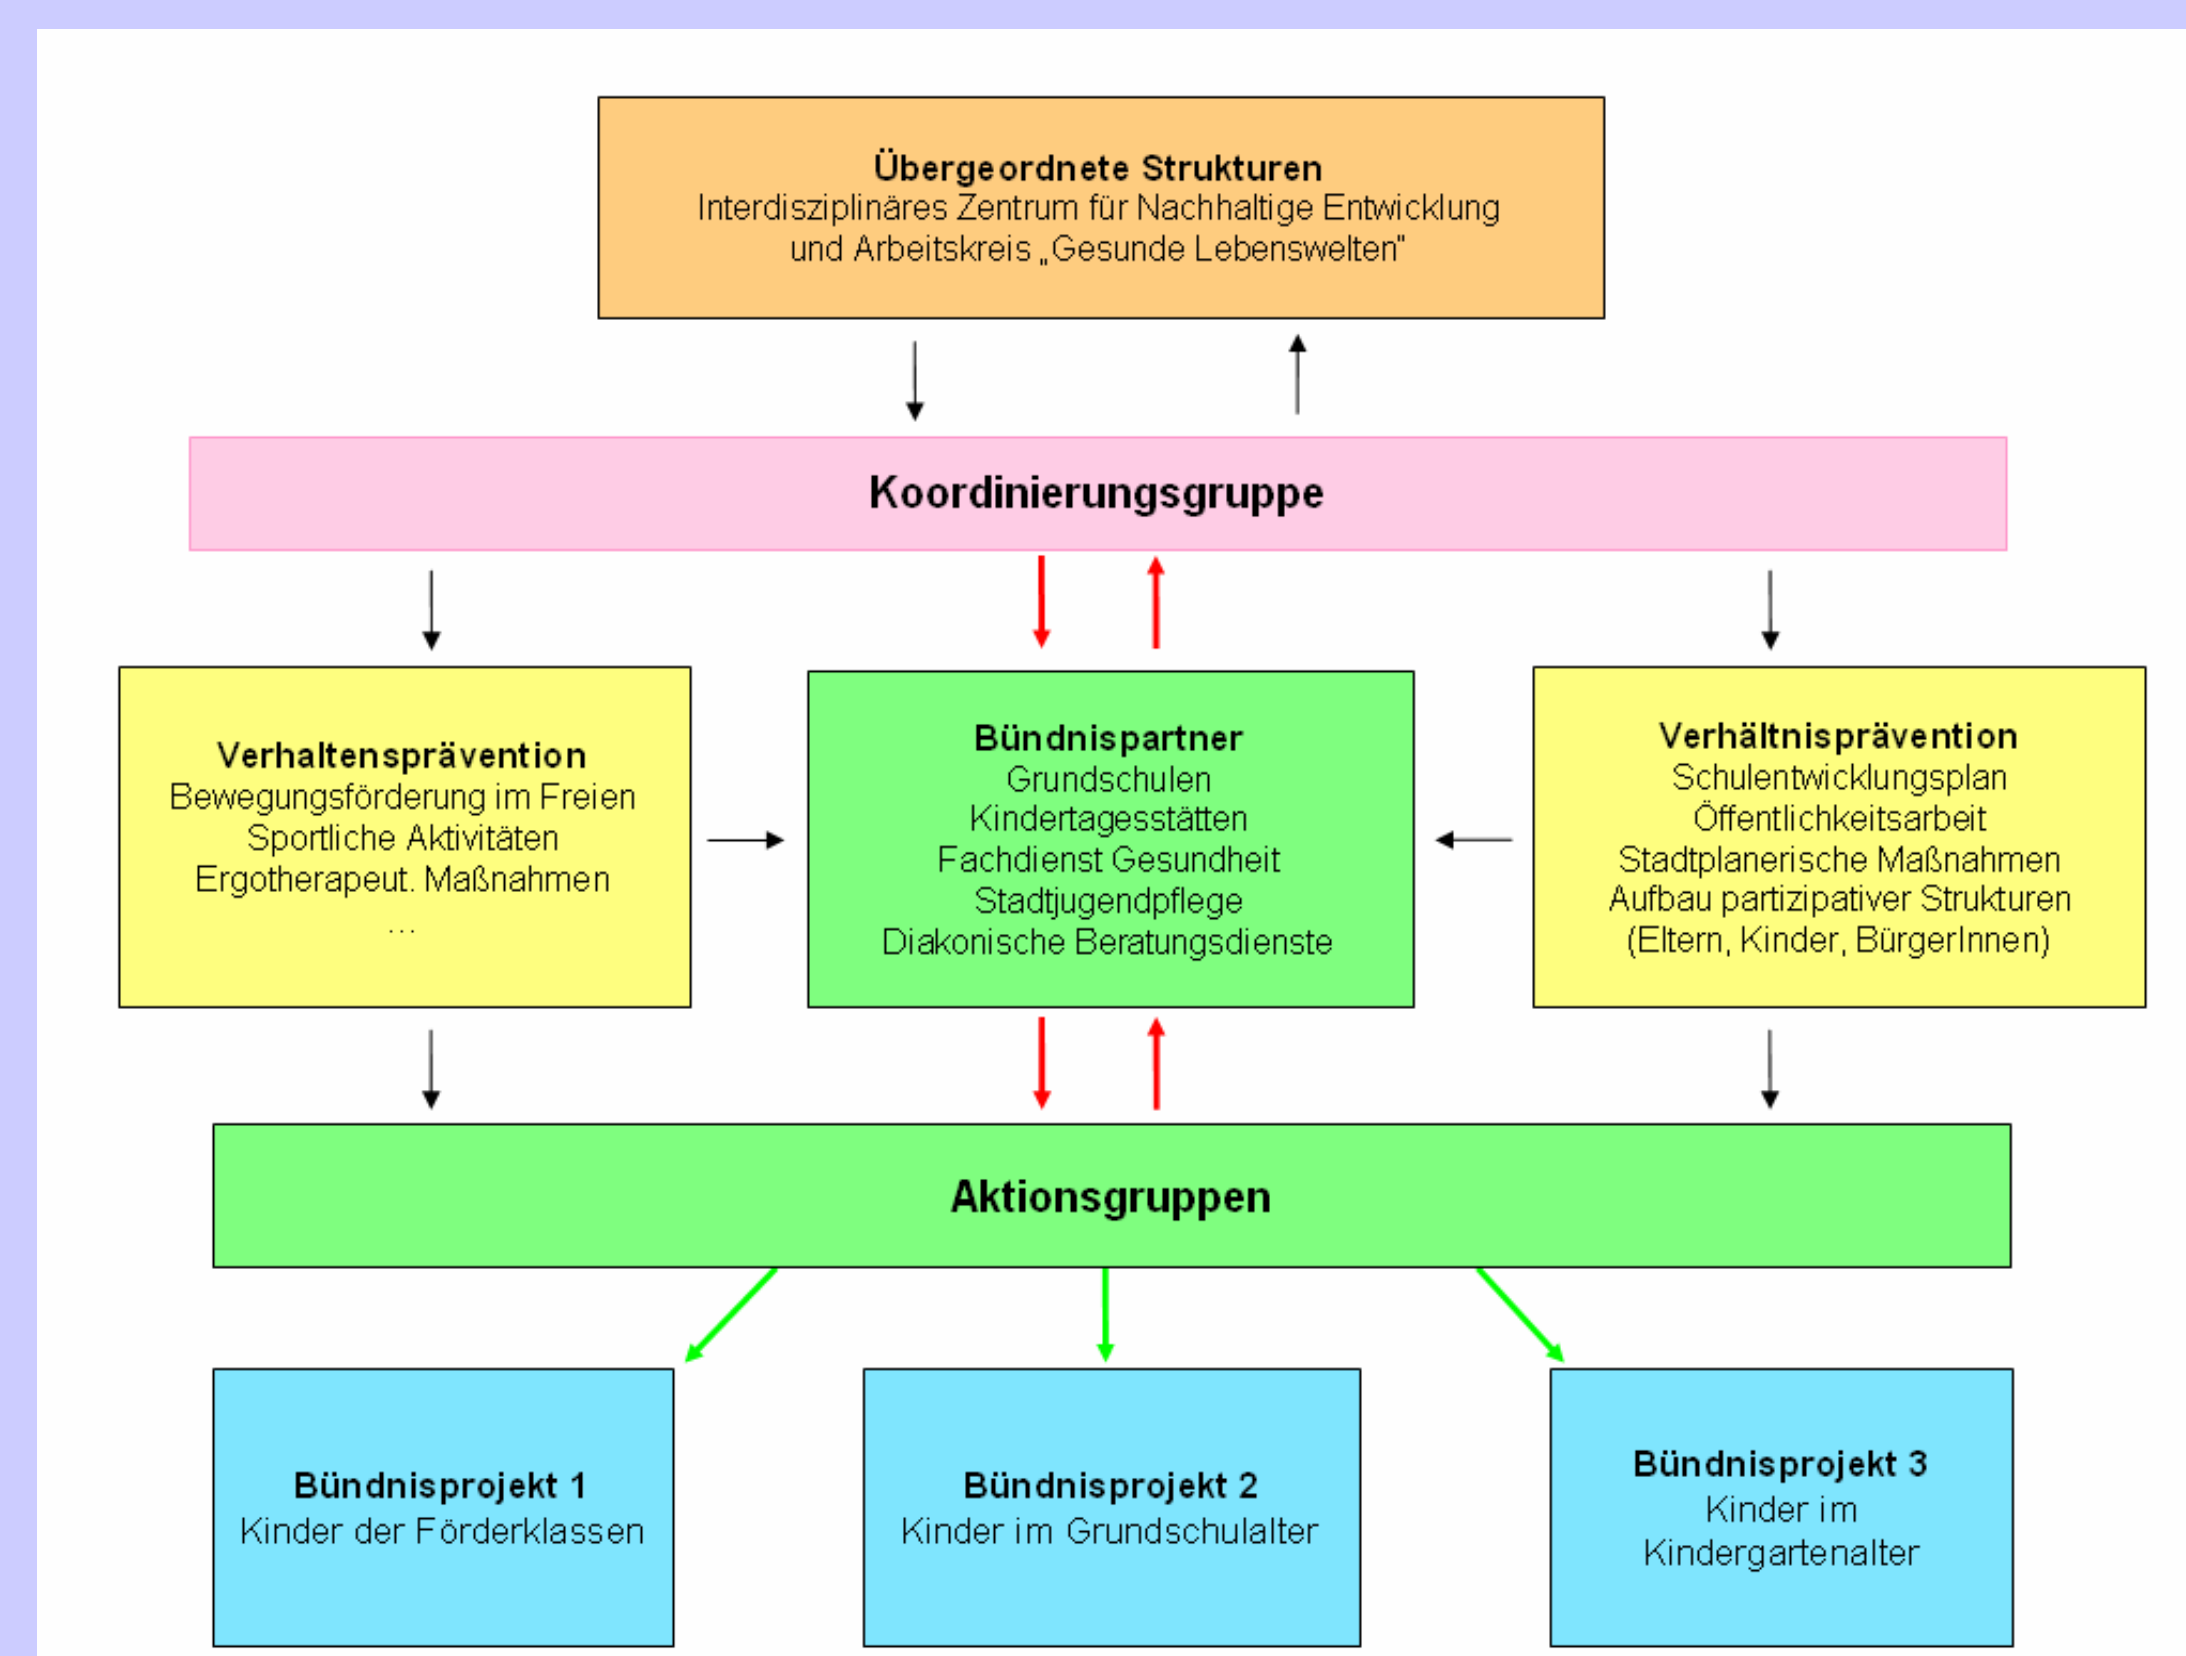 Übergeordnete Strukturen
Interdisziplinäres Zentrum für Nachhaltige Entwicklung
und Arbeitskreis „Gesunde Lebenswelten"
Koordinierungsgruppe
Verhaltensprävention
Bewegungsförderung im Freien
Sportliche Aktivitäten
Ergotherapeut. Maßnahmen
...
Bündnispartner
Grundschulen
Kindertagesstätten
Fachdienst Gesundheit
Stadtjugendpflege
Diakonische Beratungsdienste
Verhältnisprävention
Schulentwicklungsplan
Öffentlichkeitsarbeit
Stadtplanerische Maßnahmen
Aufbau partizipativer Strukturen
(Eltern, Kinder, BürgerInnen)
Aktionsgruppen
Bündnisprojekt 1
Kinder der Förderklassen
Bündnisprojekt 2
Kinder im Grundschulalter
Bündnisprojekt 3
Kinder im
Kindergartenalter